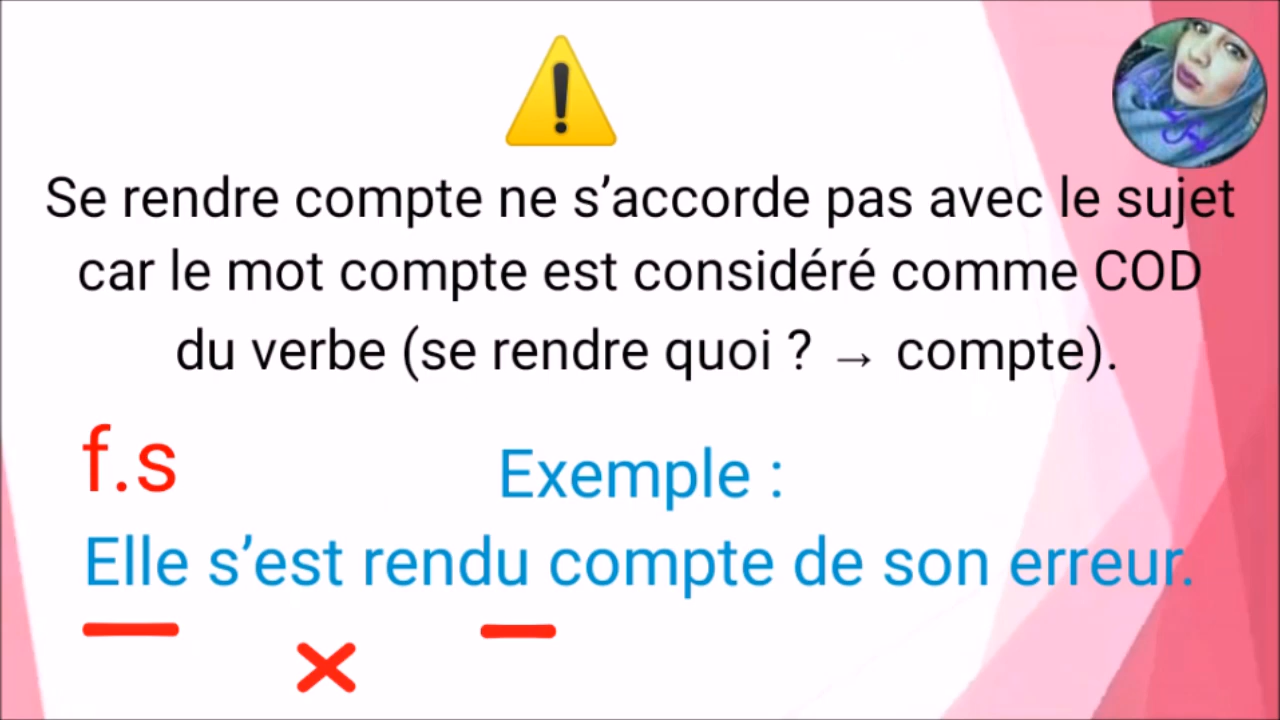 Se rendre compte ne s’accorde pas avec le sujet
car le mot compte est considéré comme COD
du verbe (se rendre quoi ? → compte).
f.s
Exemple :
Elle s’est rendu compte de son erreur.